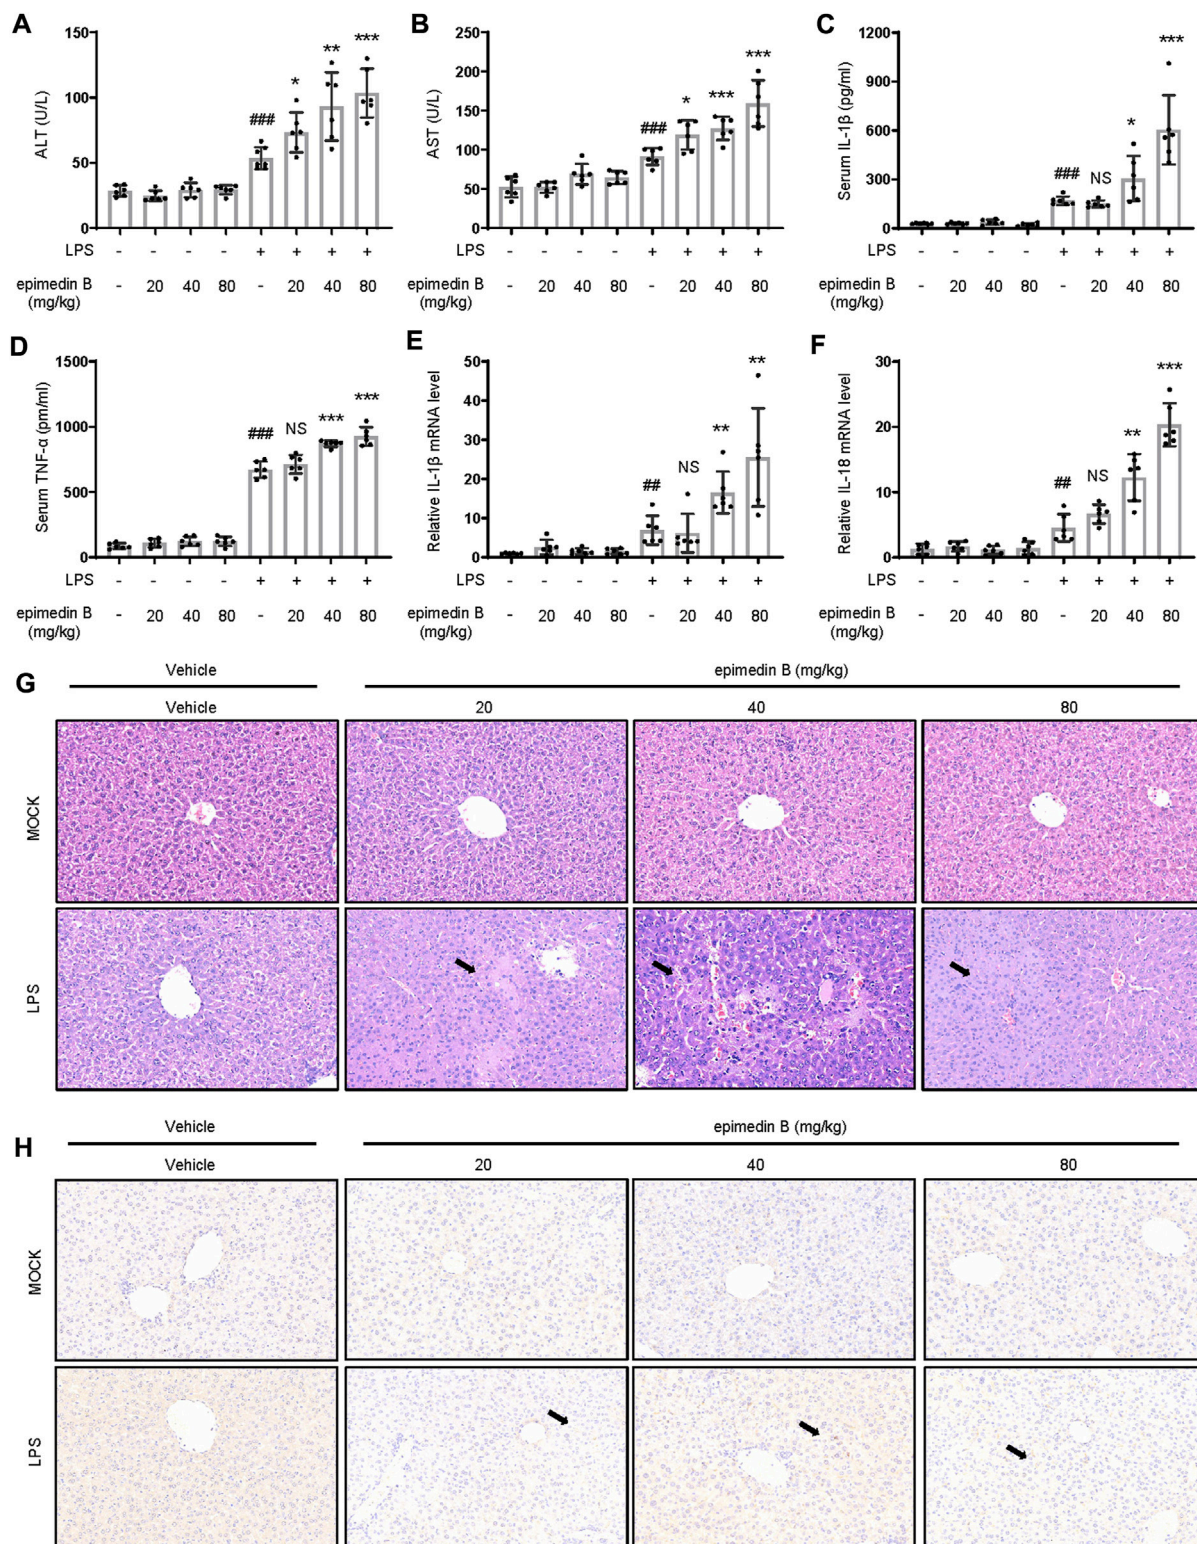 A
ALT (U/L)
150
100
50
0
###
*
**
***
LPS - - - - + + + +
epimedin B (mg/kg) - 20 40 80 - 20 40 80
B
AST (U/L)
250
200
150
100
50
0
###
*
***
***
LPS - - - - + + + +
epimedin B (mg/kg) - 20 40 80 - 20 40 80
C
Serum IL-1β (pg/ml)
1200
900
600
300
0
###
NS
*
***
LPS - - - - + + + +
epimedin B (mg/kg) - 20 40 80 - 20 40 80
D
Serum TNF-α (pm/ml)
1500
1000
500
0
###
NS
***
***
LPS - - - - + + + +
epimedin B (mg/kg) - 20 40 80 - 20 40 80
E
Relative IL-1β mRNA level
50
40
30
20
10
0
##
NS
**
**
LPS - - - - + + + +
epimedin B (mg/kg) - 20 40 80 - 20 40 80
F
Relative IL-18 mRNA level
30
20
10
0
##
NS
**
***
LPS - - - - + + + +
epimedin B (mg/kg) - 20 40 80 - 20 40 80
G
Vehicle epimedin B (mg/kg)
Vehicle 20 40 80
MOCK
LPS
H
Vehicle epimedin B (mg/kg)
Vehicle 20 40 80
MOCK
LPS